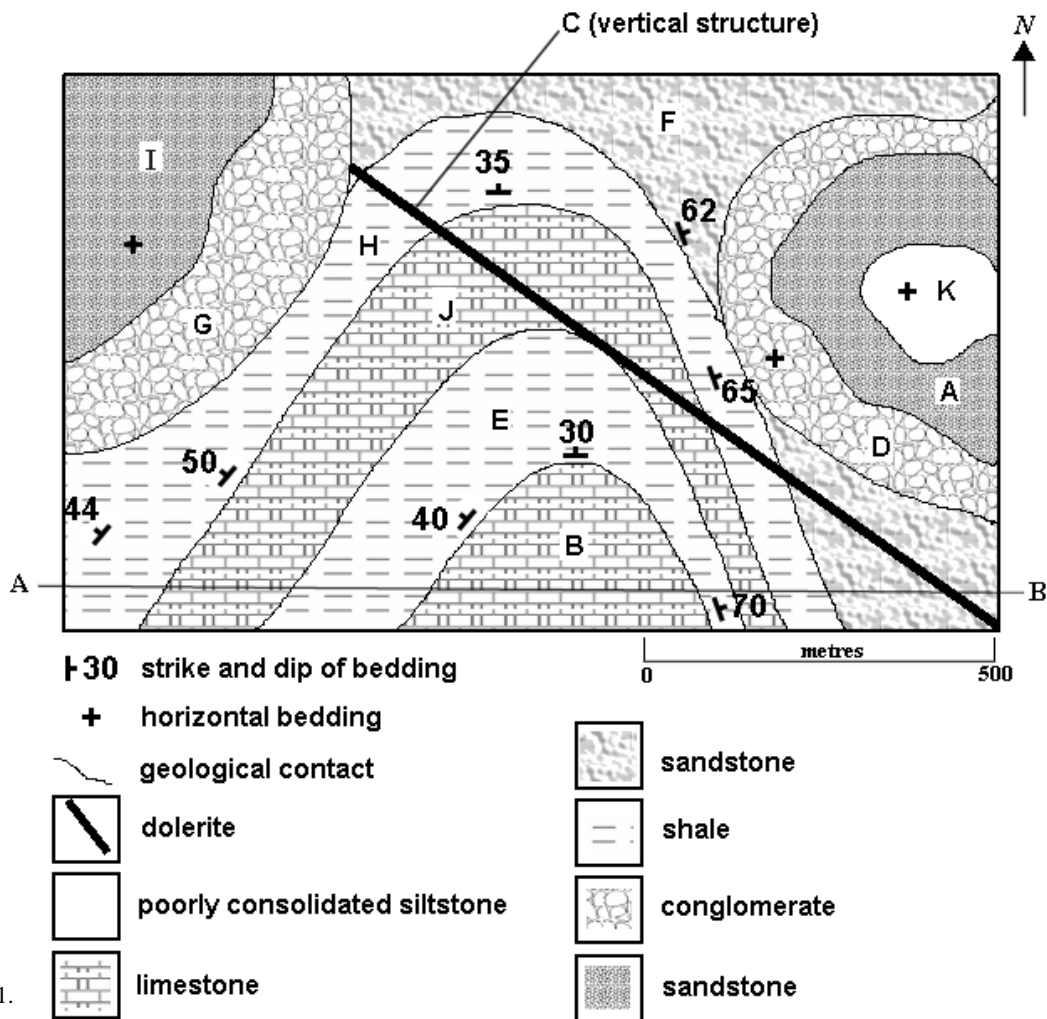 C (vertical structure)
N
I
F
35
62
H
K
J
G
A
65
E
D
50
30
44
40
B
A
B
70
metres
0 500
30 strike and dip of bedding
horizontal bedding
geological contact
sandstone
dolerite
shale
poorly consolidated siltstone
conglomerate
limestone
sandstone
1.